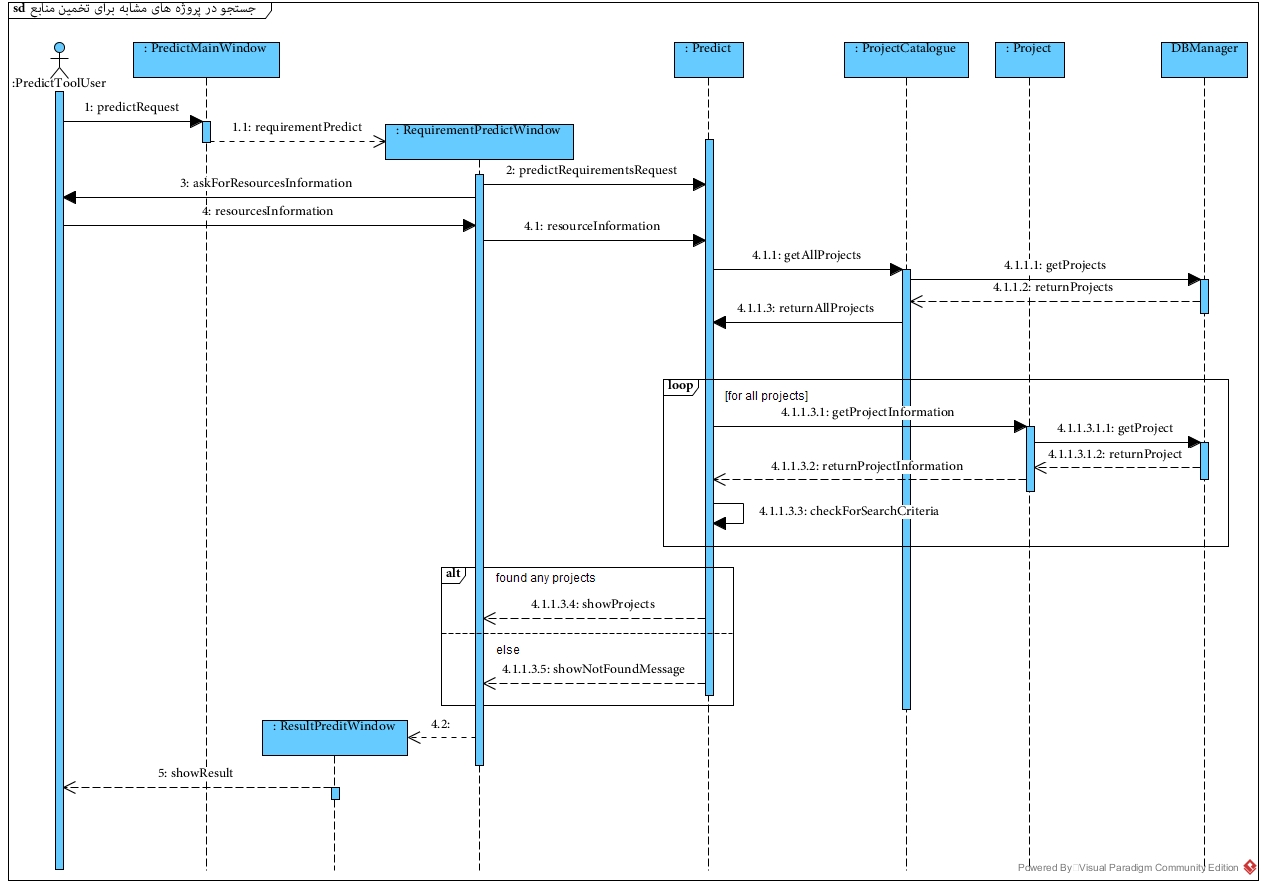 sd جستجو در پروژه های مشابه برای تخمین منابع
: PredictMainWindow
: Predict
: ProjectCatalogue
: Project
DBManager
:PredictToolUser
1: predictRequest
1.1: requirementPredict
: RequirementPredictWindow
2: predictRequirementsRequest
3: askForResourcesInformation
4: resourcesInformation
4.1: resourceInformation
4.1.1: getAllProjects
4.1.1.1: getProjects
4.1.1.2: returnProjects
4.1.1.3: returnAllProjects
loop
[for all projects]
4.1.1.3.1: getProjectInformation
4.1.1.3.1.1: getProject
4.1.1.3.1.2: returnProject
4.1.1.3.2: returnProjectInformation
4.1.1.3.3: checkForSearchCriteria
alt
found any projects
4.1.1.3.4: showProjects
else
4.1.1.3.5: showNotFoundMessage
4.2:
: ResultPreditWindow
5: showResult
Powered By Visual Paradigm Community Edition